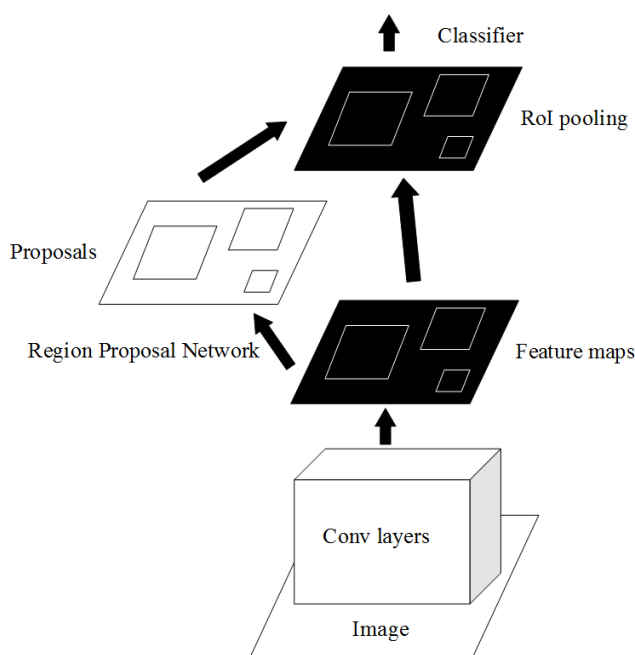 Classifier
RoI pooling
Proposals
Region Proposal Network
Feature maps
Conv layers
Image